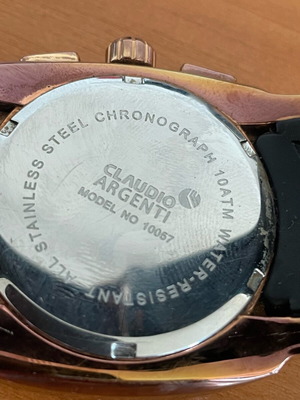 ALL STAINLESS STEEL CHRONOGRAPH 10ATM WATER-RESISTANT
CLAUDIO
ARGENTI
MODEL NO 10057